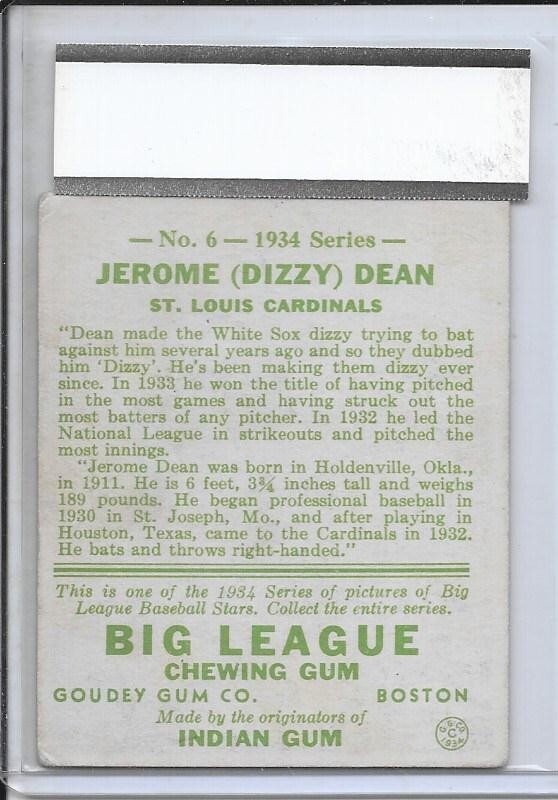 — No. 6 — 1934 Series —
JEROME (DIZZY) DEAN
ST. LOUIS CARDINALS
"Dean made the White Sox dizzy trying to bat
against him several years ago and so they dubbed
him 'Dizzy'. He's been making them dizzy ever
since. In 1933 he won the title of having pitched
in the most games and having struck out the
most batters of any pitcher. In 1932 he led the
National League in strikeouts and pitched the
most innings.
"Jerome Dean was born in Holdenville, Okla.,
in 1911. He is 6 feet, 3¾ inches tall and weighs
189 pounds. He began professional baseball in
1930 in St. Joseph, Mo., and after playing in
Houston, Texas, came to the Cardinals in 1932.
He bats and throws right-handed."
This is one of the 1934 Series of pictures of Big
League Baseball Stars. Collect the entire series.
BIG LEAGUE
CHEWING GUM
GOUDEY GUM CO. BOSTON
Made by the originators of
INDIAN GUM
G.G.CO.
C
1934